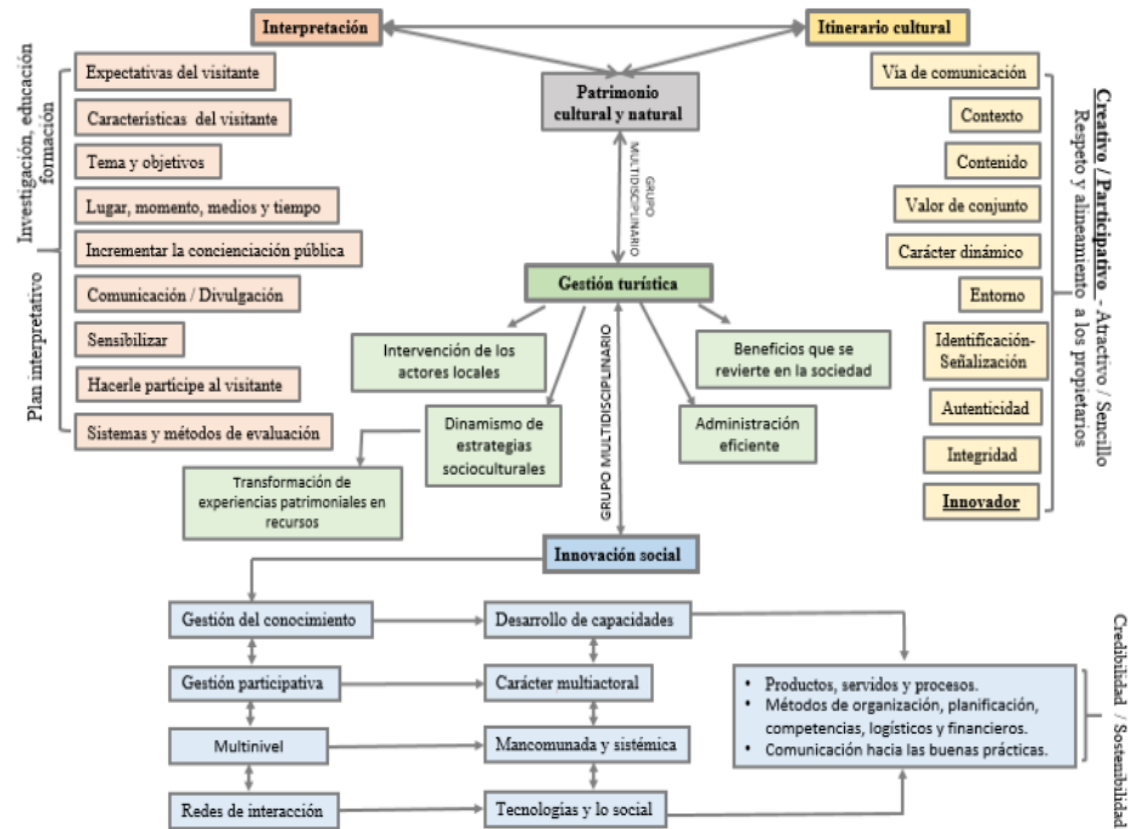 Interpretación
Itinerario cultural
Patrimonio
cultural y natural
Investigación, educación
formación
Plan interpretativo
Expectativas del visitante
Características del visitante
Tema y objetivos
Lugar, momento, medios y tiempo
Incrementar la concienciación pública
Comunicación / Divulgación
Sensibilizar
Hacerle participe al visitante
Sistemas y métodos de evaluación
Vía de comunicación
Contexto
Contenido
Valor de conjunto
Carácter dinámico
Entorno
Identificación-
Señalización
Autenticidad
Integridad
Innovador
Creativo / Participativo - Atractivo / Sencillo
Respeto y alineamiento a los propietarios
GRUPO
MULTIDISCIPLINARIO
Gestión turística
Intervención de los
actores locales
Dinamismo de
estrategias
socioculturales
Transformación de
experiencias patrimoniales en
recursos
Beneficios que se
revierte en la sociedad
Administración
eficiente
GRUPO MULTIDISCIPLINARIO
Innovación social
Gestión del conocimiento
Desarrollo de capacidades
Gestión participativa
Carácter multiactoral
Multinivel
Mancomunada y sistémica
Redes de interacción
Tecnologías y lo social
• Productos, servidos y procesos.
• Métodos de organización, planificación,
competencias, logísticos y financieros.
• Comunicación hacia las buenas prácticas.
Credibilidad / Sostenibilidad